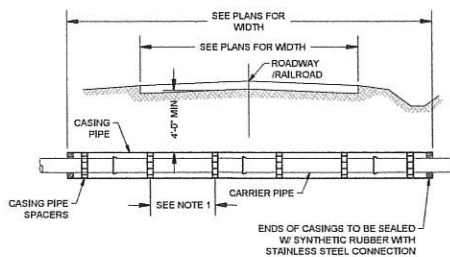 SEE PLANS FOR
WIDTH
SEE PLANS FOR WIDTH
ROADWAY
/RAILROAD
4'-0" MIN
CASING
PIPE
CASING PIPE
SPACERS
SEE NOTE 1
CARRIER PIPE
ENDS OF CASINGS TO BE SEALED
W/ SYNTHETIC RUBBER WITH
STAINLESS STEEL CONNECTION